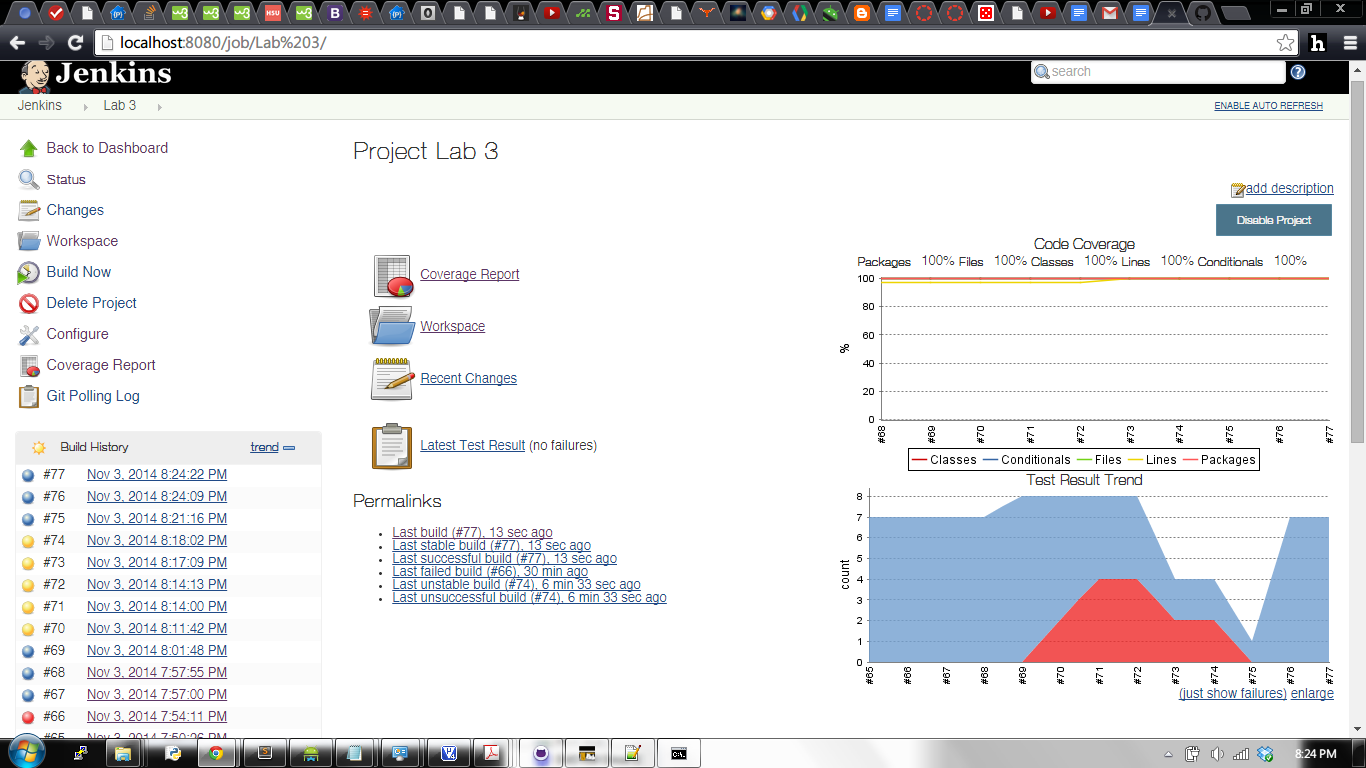 localhost:8080/job/Lab%203/
Jenkins
search
Jenkins Lab 3
ENABLE AUTO REFRESH
Back to Dashboard
Status
Changes
Workspace
Build Now
Delete Project
Configure
Coverage Report
Git Polling Log
Build History trend
#77 Nov 3, 2014 8:24:22 PM
#76 Nov 3, 2014 8:24:09 PM
#75 Nov 3, 2014 8:21:16 PM
#74 Nov 3, 2014 8:18:02 PM
#73 Nov 3, 2014 8:17:09 PM
#72 Nov 3, 2014 8:14:13 PM
#71 Nov 3, 2014 8:14:00 PM
#70 Nov 3, 2014 8:11:42 PM
#69 Nov 3, 2014 8:01:48 PM
#68 Nov 3, 2014 7:57:55 PM
#67 Nov 3, 2014 7:57:00 PM
#66 Nov 3, 2014 7:54:11 PM
Project Lab 3
Coverage Report
Workspace
Recent Changes
Latest Test Result (no failures)
Permalinks
Last build (#77), 13 sec ago
Last stable build (#77), 13 sec ago
Last successful build (#77), 13 sec ago
Last failed build (#66), 30 min ago
Last unstable build (#74), 6 min 33 sec ago
Last unsuccessful build (#74), 6 min 33 sec ago
add description
Disable Project
Code Coverage
Packages 100% Files 100% Classes 100% Lines 100% Conditionals 100%
100
80
60
40
20
0
%
#68 #69 #70 #71 #72 #73 #74 #75 #76 #77
Classes Conditionals Files Lines Packages
Test Result Trend
8
7
6
5
4
3
2
1
0
count
#65 #66 #67 #68 #69 #70 #71 #72 #73 #74 #75 #76 #77
(just show failures) enlarge
8:24 PM